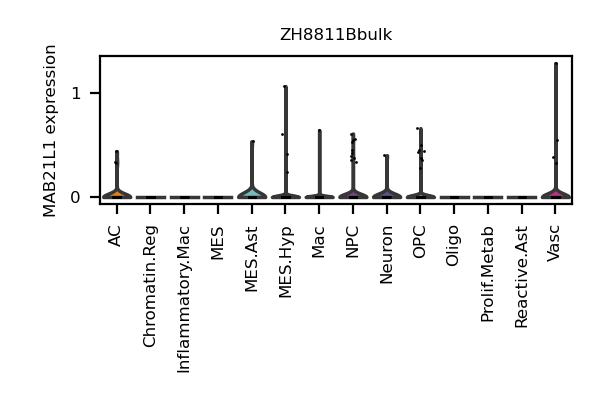 ZH8811Bbulk
MAB21L1 expression
1
0
AC
Chromatin.Reg
Inflammatory.Mac
MES
MES.Ast
MES.Hyp
Mac
NPC
Neuron
OPC
Oligo
Prolif.Metab
Reactive.Ast
Vasc